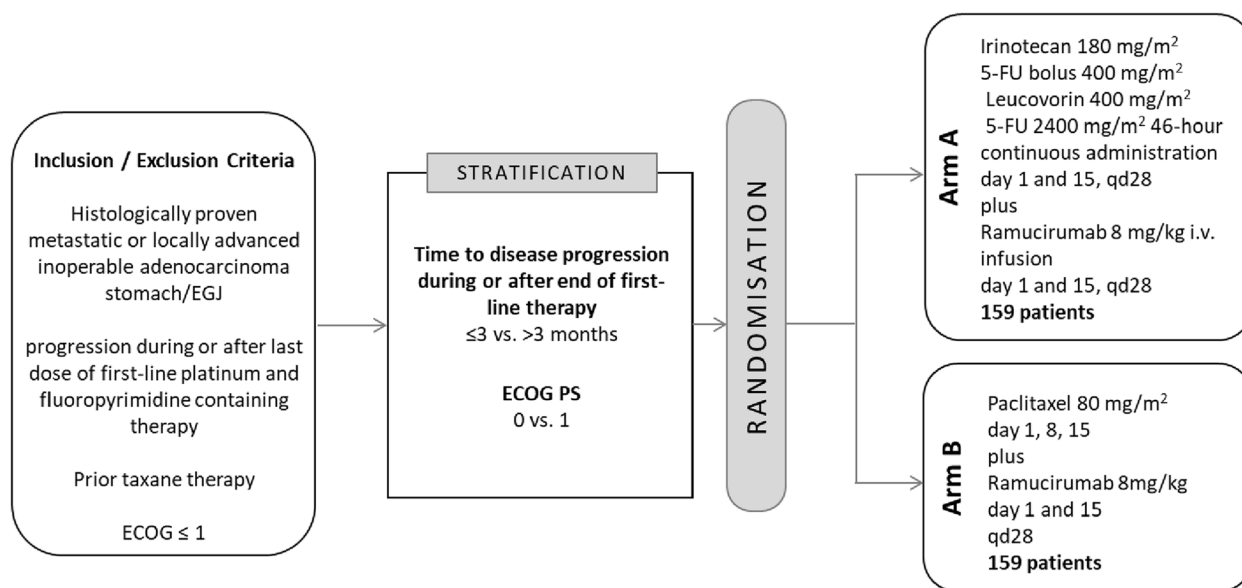 Inclusion / Exclusion Criteria
Histologically proven
metastatic or locally advanced
inoperable adenocarcinoma
stomach/EGJ
progression during or after last
dose of first-line platinum and
fluoropyrimidine containing
therapy
Prior taxane therapy
ECOG ≤ 1
STRATIFICATION
Time to disease progression
during or after end of first-
line therapy
≤3 vs. >3 months
ECOG PS
0 vs. 1
RANDOMISATION
Arm A
Irinotecan 180 mg/m²
5-FU bolus 400 mg/m²
Leucovorin 400 mg/m²
5-FU 2400 mg/m² 46-hour
continuous administration
day 1 and 15, qd28
plus
Ramucirumab 8 mg/kg i.v.
infusion
day 1 and 15, qd28
159 patients
Arm B
Paclitaxel 80 mg/m²
day 1, 8, 15
plus
Ramucirumab 8mg/kg
day 1 and 15
qd28
159 patients